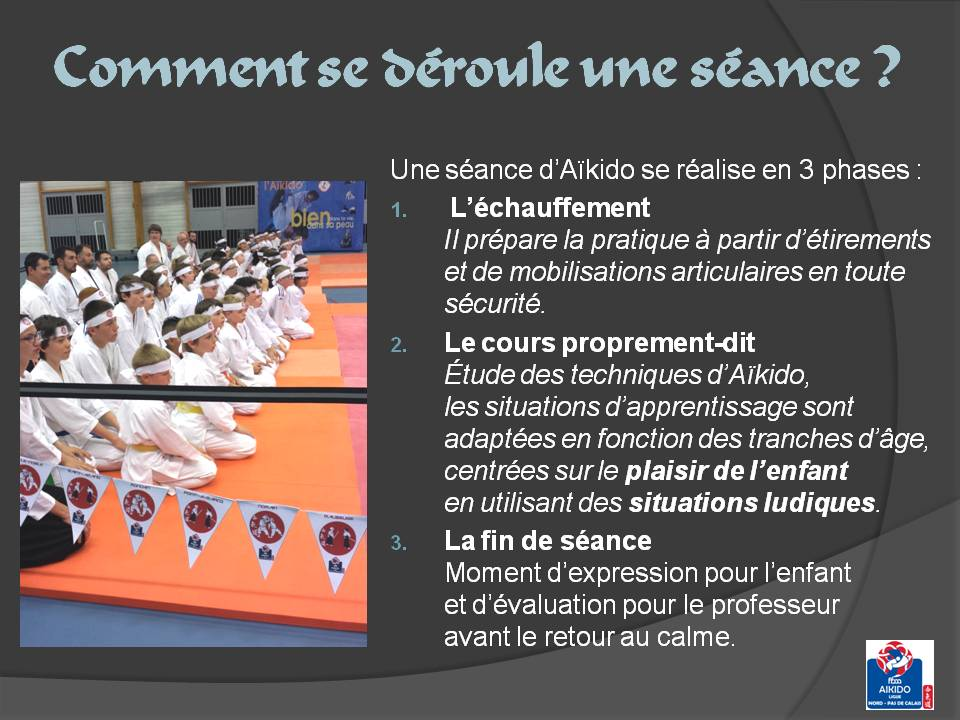 Comment se déroule une séance ?
Une séance d'Aïkido se réalise en 3 phases :
1. L'échauffement
Il prépare la pratique à partir d'étirements
et de mobilisations articulaires en toute
sécurité.
2. Le cours proprement-dit
Étude des techniques d'Aïkido,
les situations d'apprentissage sont
adaptées en fonction des tranches d'âge,
centrées sur le plaisir de l'enfant
en utilisant des situations ludiques.
3. La fin de séance
Moment d'expression pour l'enfant
et d'évaluation pour le professeur
avant le retour au calme.
l'Aïkido
bien
dans sa peau
ffab
AIKIDO
LIGUE
NORD - PAS DE CALAIS